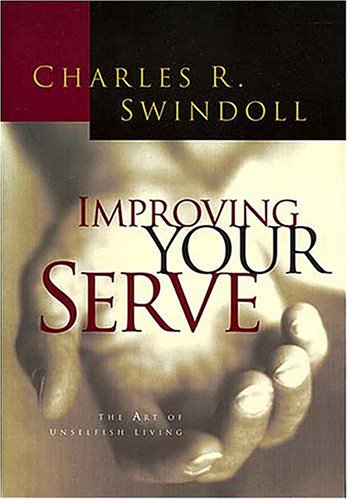 CHARLES R.
SWINDOLL
IMPROVING
YOUR
SERVE
THE ART OF
UNSELFISH LIVING